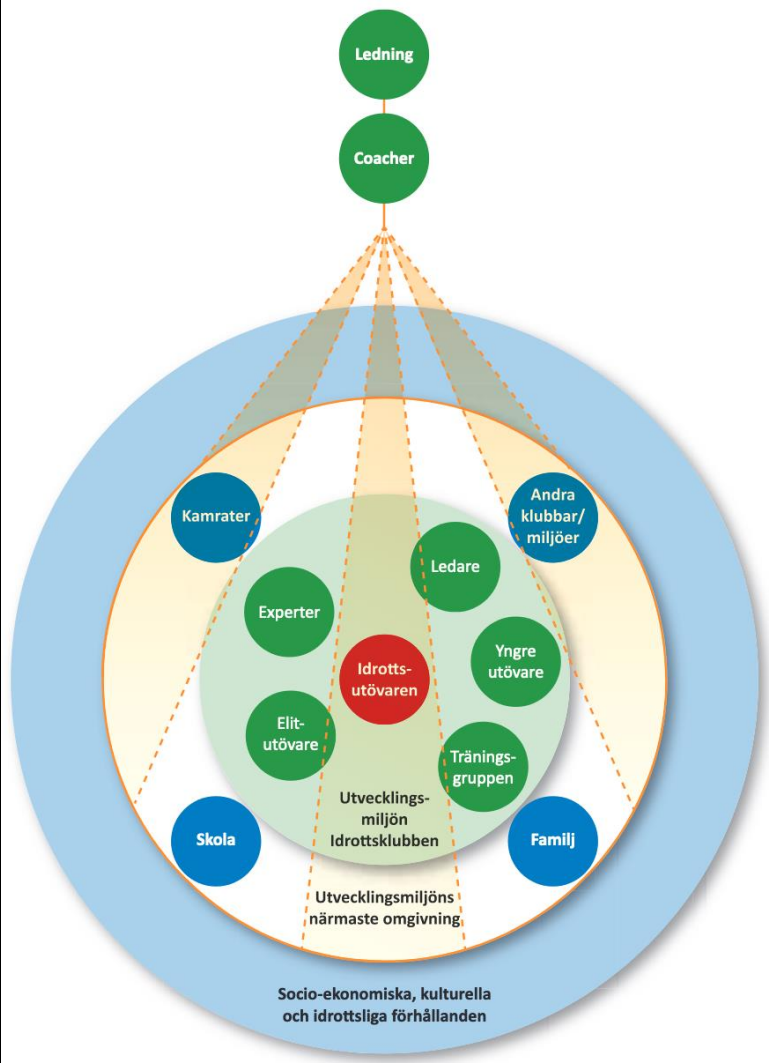 Ledning
Coacher
Kamrater
Andra
klubbar/
miljöer
Ledare
Experter
Yngre
utövare
Idrotts-
utövaren
Elit-
utövare
Tränings-
gruppen
Utvecklings-
miljön
Idrottsklubben
Skola
Familj
Utvecklingsmiljöns
närmaste omgivning
Socio-ekonomiska, kulturella
och idrottsliga förhållanden